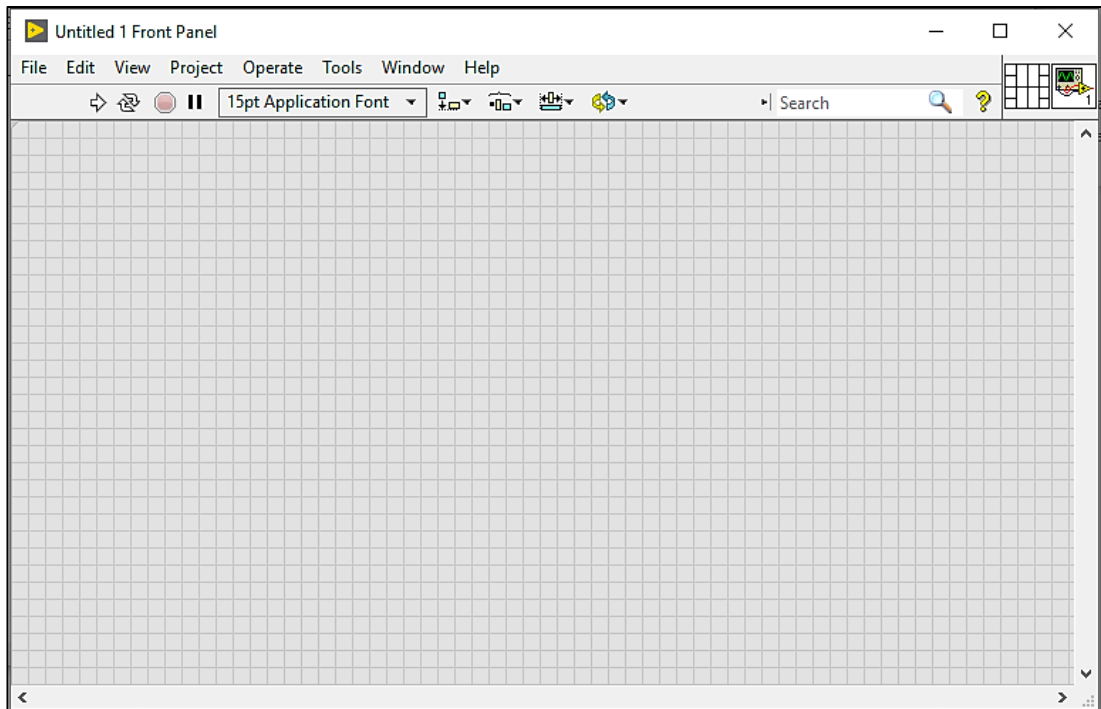 Untitled 1 Front Panel
File Edit View Project Operate Tools Window Help
15pt Application Font Search ?
1